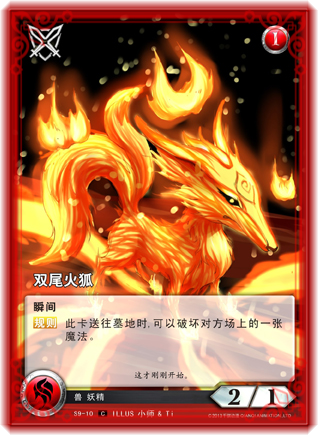 1
双尾火狐
瞬间
规则 此卡送往墓地时,可以破坏对方场上的一张
魔法。
这才刚刚开始。
兽 妖精
2 / 1
S9-10 C ILLUS 小师 & Ti